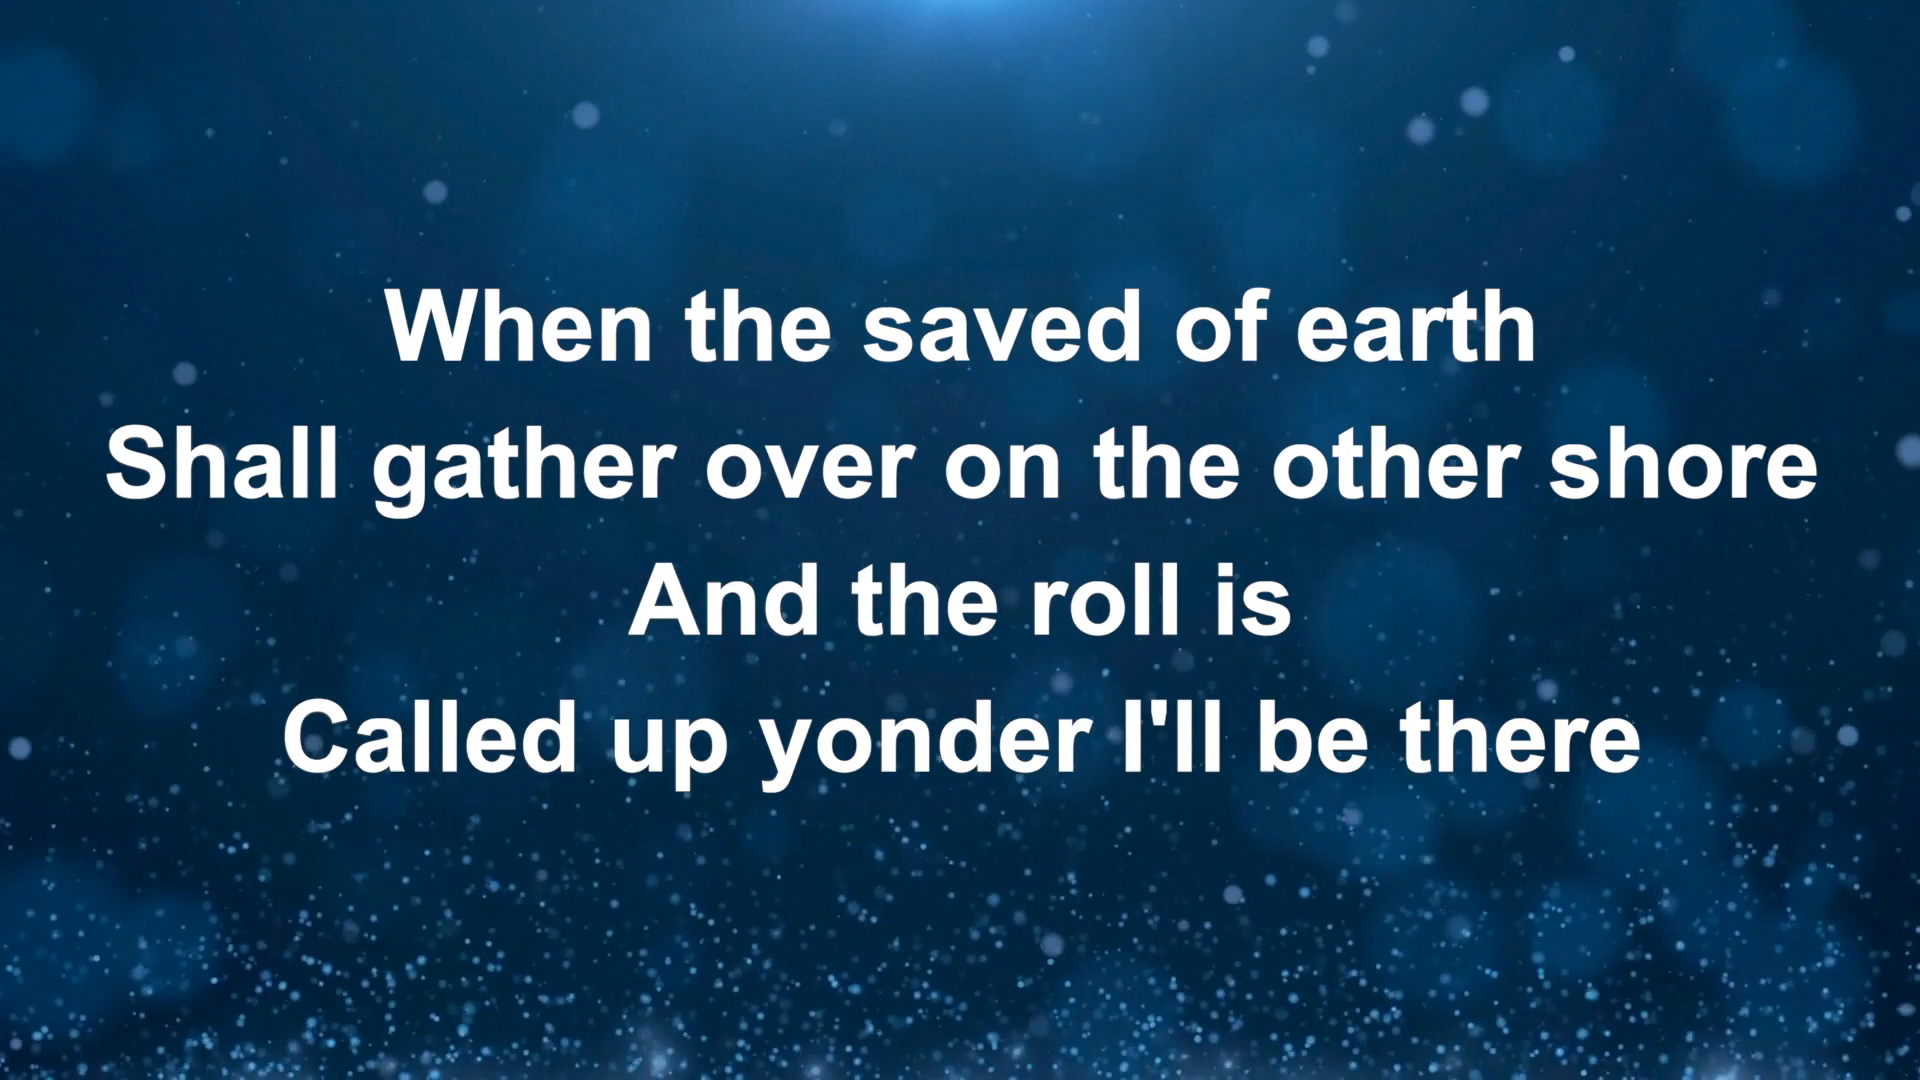 When the saved of earth
Shall gather over on the other shore
And the roll is
Called up yonder I'll be there